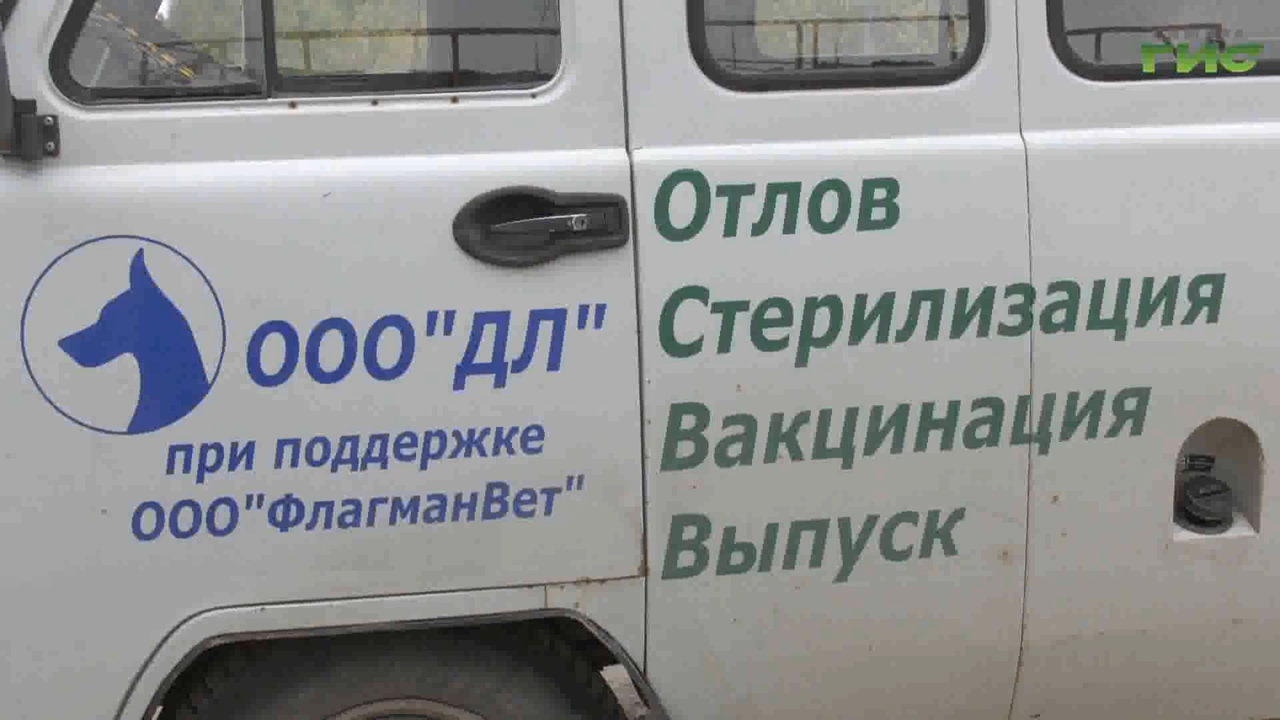 ГИС
ООО"ДЛ"
при поддержке
ООО"ФлагманВет"
Отлов
Стерилизация
Вакцинация
Выпуск